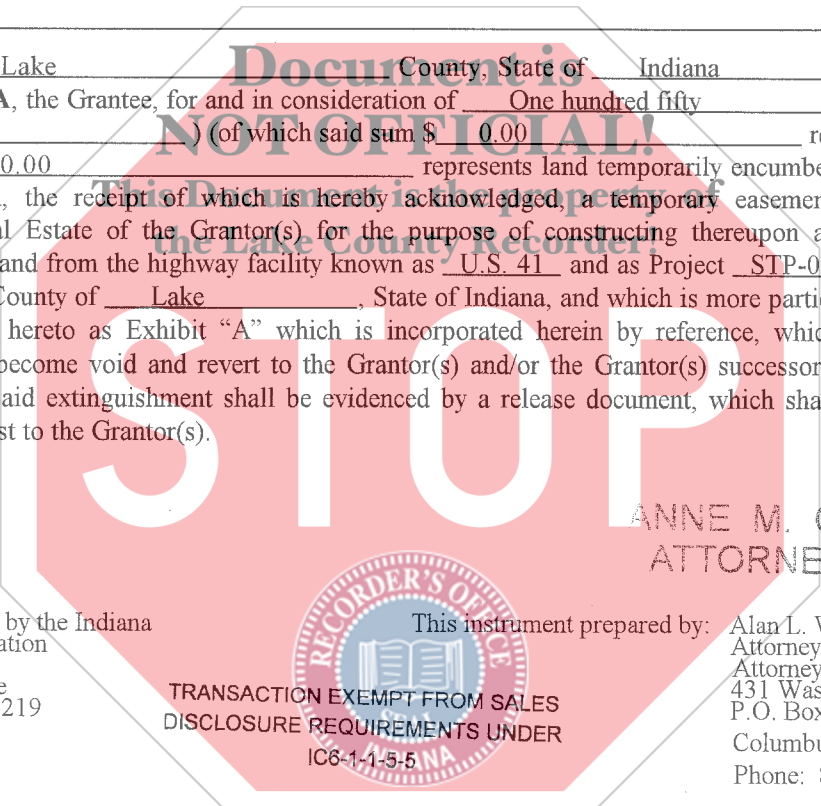 Lake County, State of Indiana
A, the Grantee, for and in consideration of One hundred fifty
) (of which said sum $ 0.00 re
0.00 represents land temporarily encumbe
, the receipt of which is hereby acknowledged, a temporary easemen
l Estate of the Grantor(s) for the purpose of constructing thereupon a
and from the highway facility known as U.S. 41 and as Project STP-0
County of Lake , State of Indiana, and which is more parti
hereto as Exhibit “A” which is incorporated herein by reference, whic
become void and revert to the Grantor(s) and/or the Grantor(s) successor
aid extinguishment shall be evidenced by a release document, which sha
st to the Grantor(s).
Document is
NOT OFFICIAL!
This Document is the property of
the Lake County Recorder!
STOP
ANNE M.
ATTORNE
by the Indiana
ation
e
219
This instrument prepared by:
Alan L.
Attorney
Attorney
431 Was
P.O. Box
Columbu
Phone:
RECORDER'S OFFICE
INDIANA
TRANSACTION EXEMPT FROM SALES
DISCLOSURE REQUIREMENTS UNDER
IC6-1-1-5-5